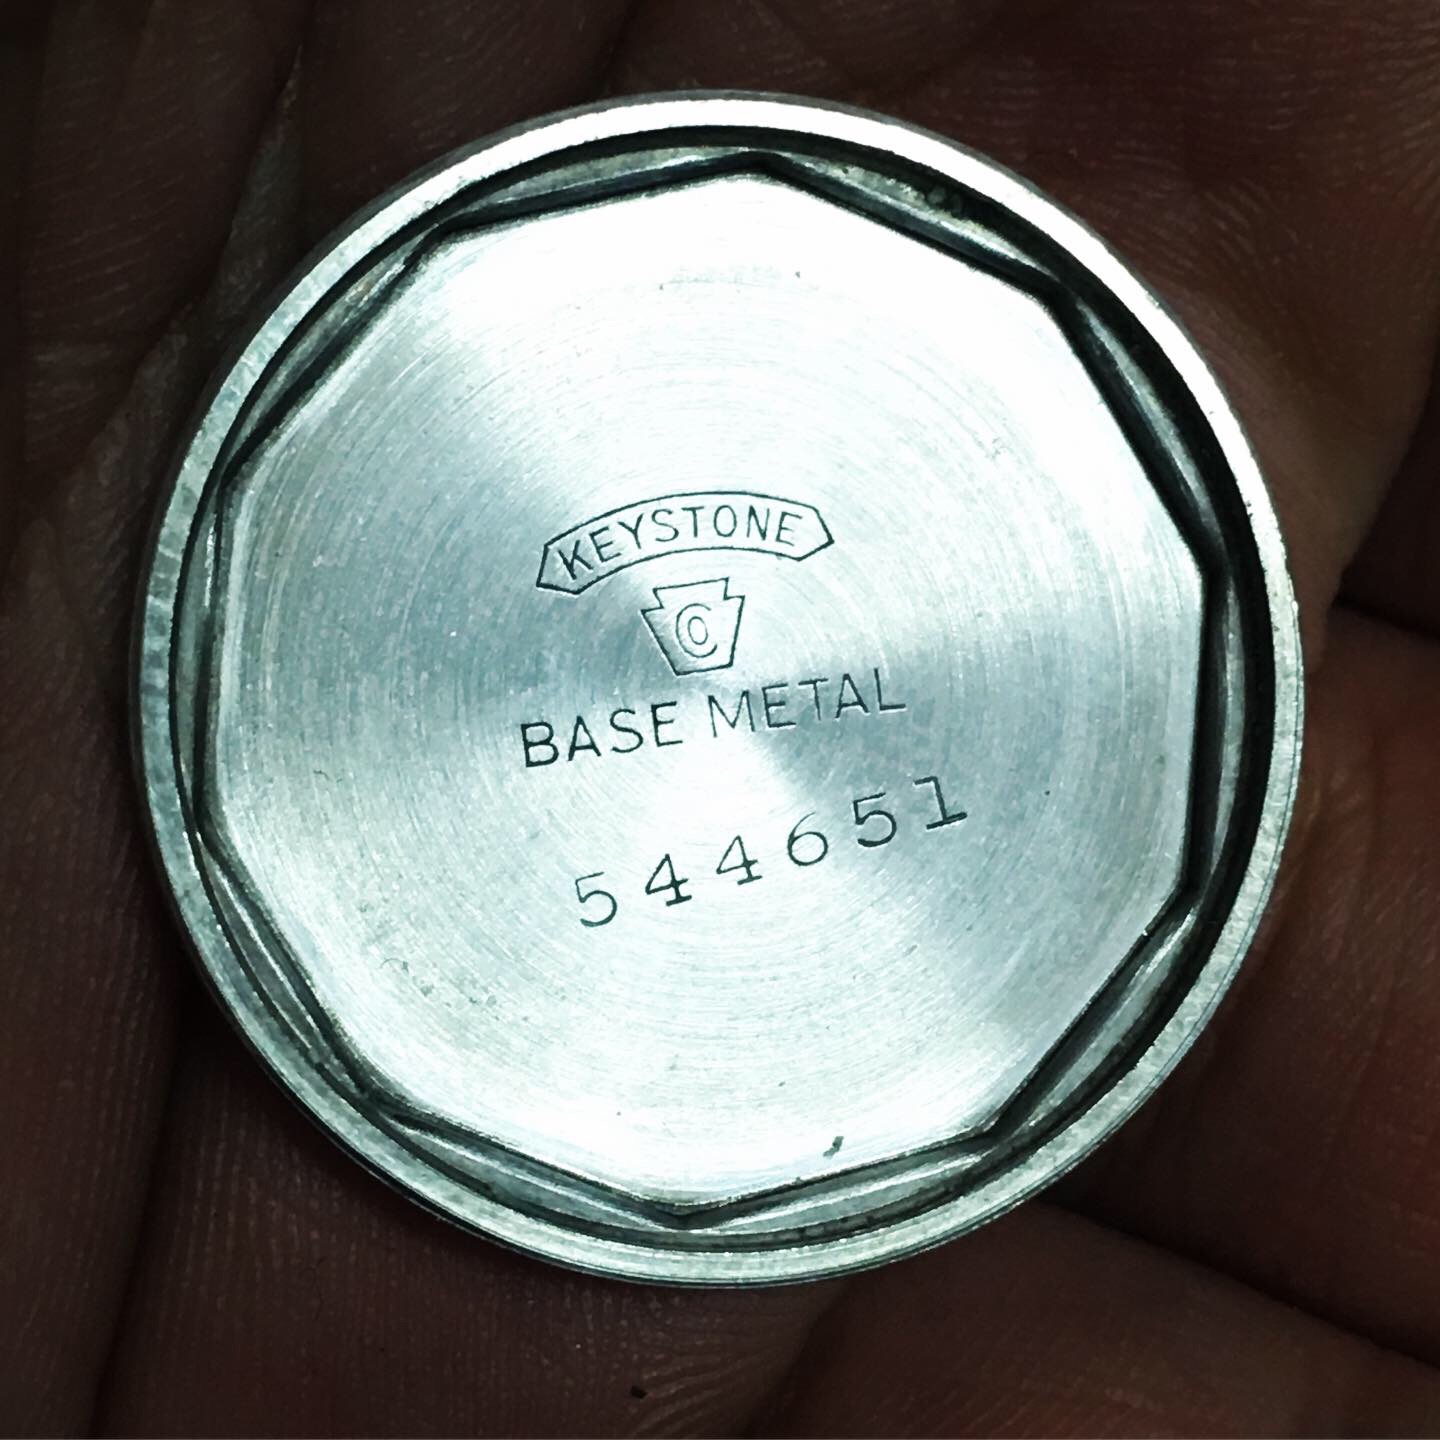 KEYSTONE
C
BASE METAL
544651